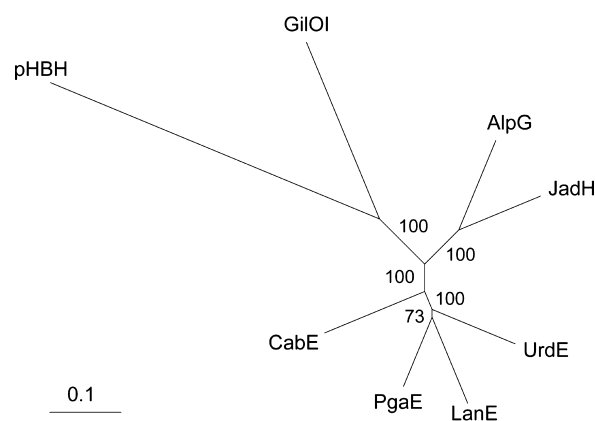 GilOI
pHBH
AlpG
JadH
100
100
100
100
73
CabE
UrdE
PgaE
LanE
0.1